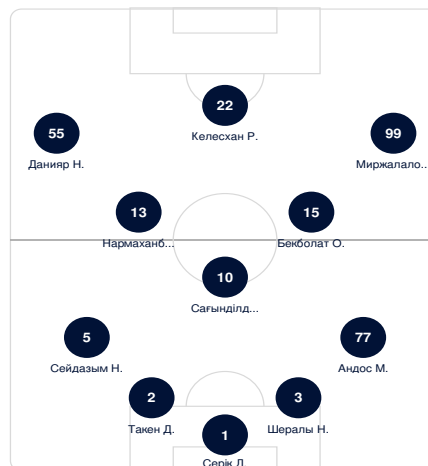 22
Келесхан Р.
55
Данияр Н.
99
Миржалало...
13
Нармаханб...
15
Бекболат О.
10
Сағынділд...
5
Сейдазым Н.
77
Андос М.
2
Такен Д.
3
Шералы Н.
1
Серік Д